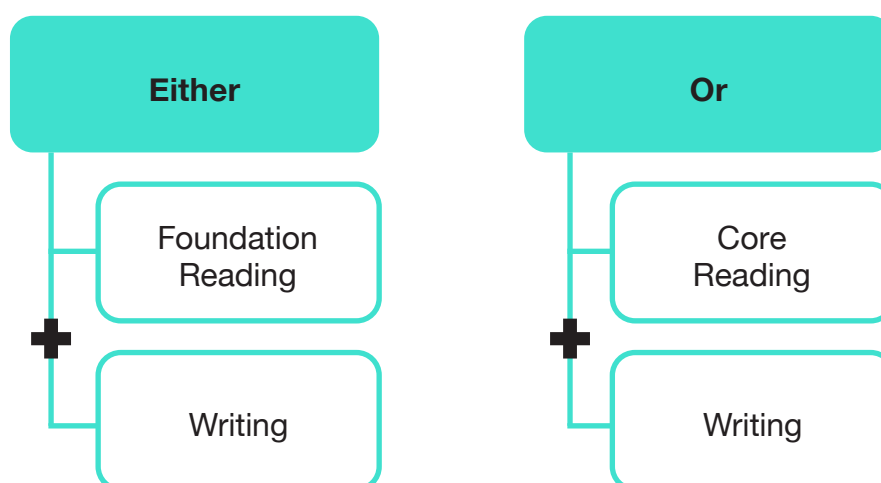 Either
Foundation
Reading
Writing
Or
Core
Reading
Writing